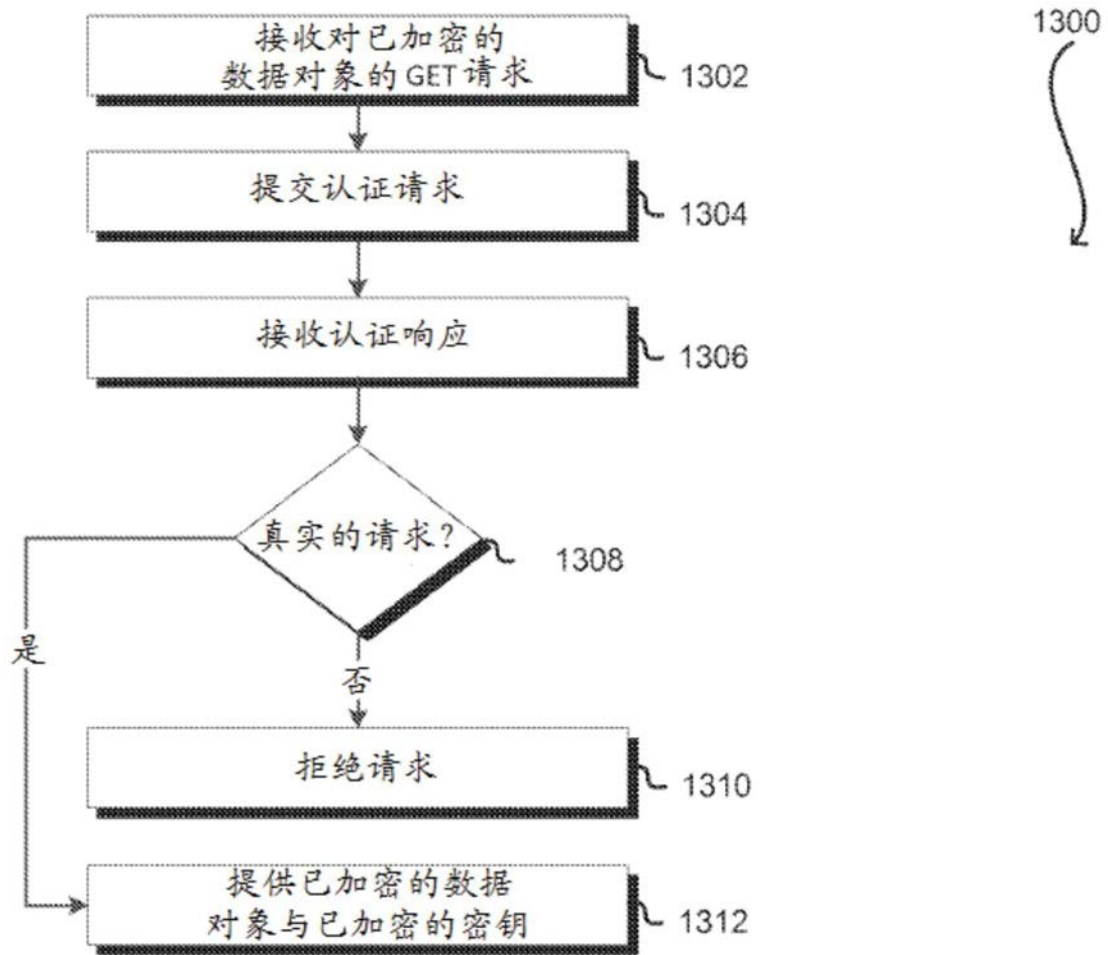 1300
接收对已加密的
数据对象的GET请求
1302
提交认证请求
1304
接收认证响应
1306
真实的请求?
1308
是
否
拒绝请求
1310
提供已加密的数据
对象与已加密的密钥
1312